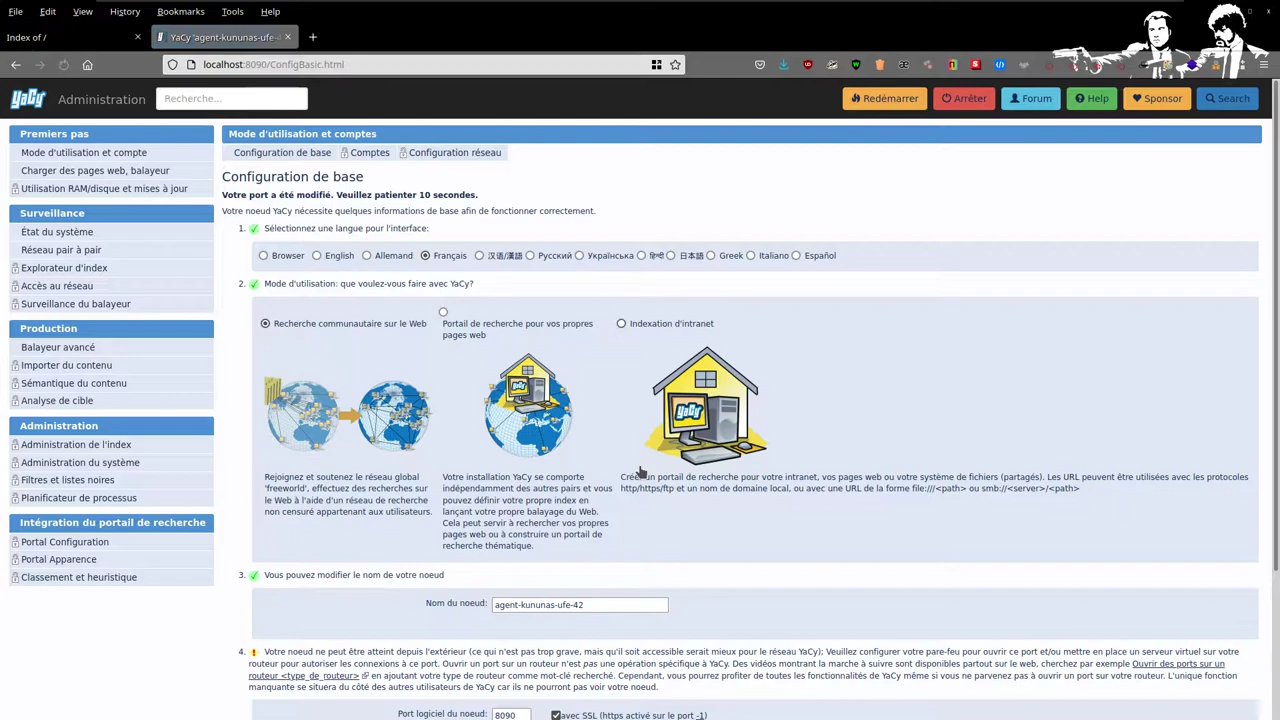 File Edit View History Bookmarks Tools Help
Index of /
YaCy 'agent-kununas-ufe-4
localhost:8090/ConfigBasic.html
YaCy Administration
Recherche...
Redémarrer
Arrêter
Forum
Help
Sponsor
Search
Premiers pas
Mode d'utilisation et compte
Charger des pages web, balayeur
Utilisation RAM/disque et mises à jour
Surveillance
État du système
Réseau pair à pair
Explorateur d'index
Accès au réseau
Surveillance du balayeur
Production
Balayeur avancé
Importer du contenu
Sémantique du contenu
Analyse de cible
Administration
Administration de l'index
Administration du système
Filtres et listes noires
Planificateur de processus
Intégration du portail de recherche
Portal Configuration
Portal Apparence
Classement et heuristique
Mode d'utilisation et comptes
Configuration de base Comptes Configuration réseau
Configuration de base
Votre port a été modifié. Veuillez patienter 10 secondes.
Votre noeud YaCy nécessite quelques informations de base afin de fonctionner correctement.
1. Sélectionnez une langue pour l'interface:
Browser English Allemand Français 汉语/漢語 Русский Українська हिन्दी 日本語 Greek Italiano Español
2. Mode d'utilisation: que voulez-vous faire avec YaCy?
Recherche communautaire sur le Web
Portail de recherche pour vos propres
pages web
Indexation d'intranet
YaCy
Rejoignez et soutenez le réseau global
'freeworld', effectuez des recherches sur
le Web à l'aide d'un réseau de recherche
non censuré appartenant aux utilisateurs.
Votre installation YaCy se comporte
indépendamment des autres pairs et vous
pouvez définir votre propre index en
lançant votre propre balayage du Web.
Cela peut servir à rechercher vos propres
pages web ou à construire un portail de
recherche thématique.
un portail de recherche pour votre intranet, vos pages web ou votre système de fichiers (partagés). Les URL peuvent être utilisées avec les protocoles
http/https/ftp et un nom de domaine local, ou avec une URL de la forme file:///<path> ou smb://<server>/<path>
3. Vous pouvez modifier le nom de votre noeud
Nom du noeud: agent-kununas-ufe-42
4. Votre noeud ne peut être atteint depuis l'extérieur (ce qui n'est pas trop grave, mais qu'il soit accessible serait mieux pour le réseau YaCy); Veuillez configurer votre pare-feu pour ouvrir ce port et/ou mettre en place un serveur virtuel sur votre
routeur pour autoriser les connexions à ce port. Ouvrir un port sur un routeur n'est pas une opération spécifique à YaCy. Des vidéos montrant la marche à suivre sont disponibles partout sur le web, cherchez par exemple Ouvrir des ports sur un
routeur <type_de_routeur> en ajoutant votre type de routeur comme mot-clé recherché. Cependant, vous pourrez profiter de toutes les fonctionnalités de YaCy même si vous ne parvenez pas à ouvrir un port sur votre routeur. L'unique fonction
manquante se situera du côté des autres utilisateurs de YaCy car ils ne pourront pas voir votre noeud.
Port logiciel du noeud: 8090 avec SSL (https activé sur le port -1)